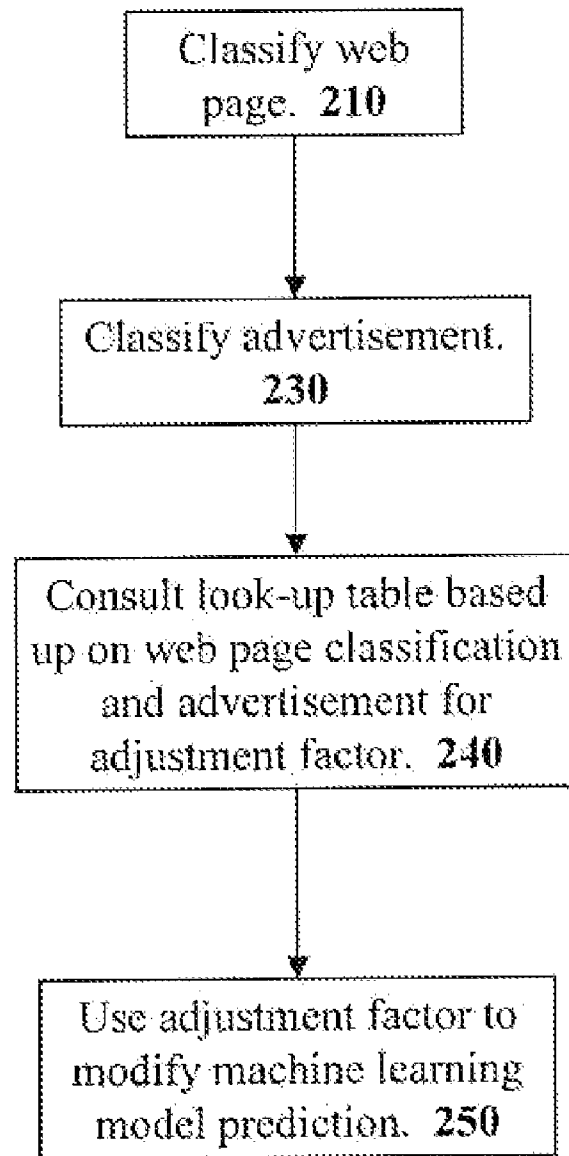 Classify web
page. 210
Classify advertisement.
230
Consult look-up table based
up on web page classification
and advertisement for
adjustment factor. 240
Use adjustment factor to
modify machine learning
model prediction. 250